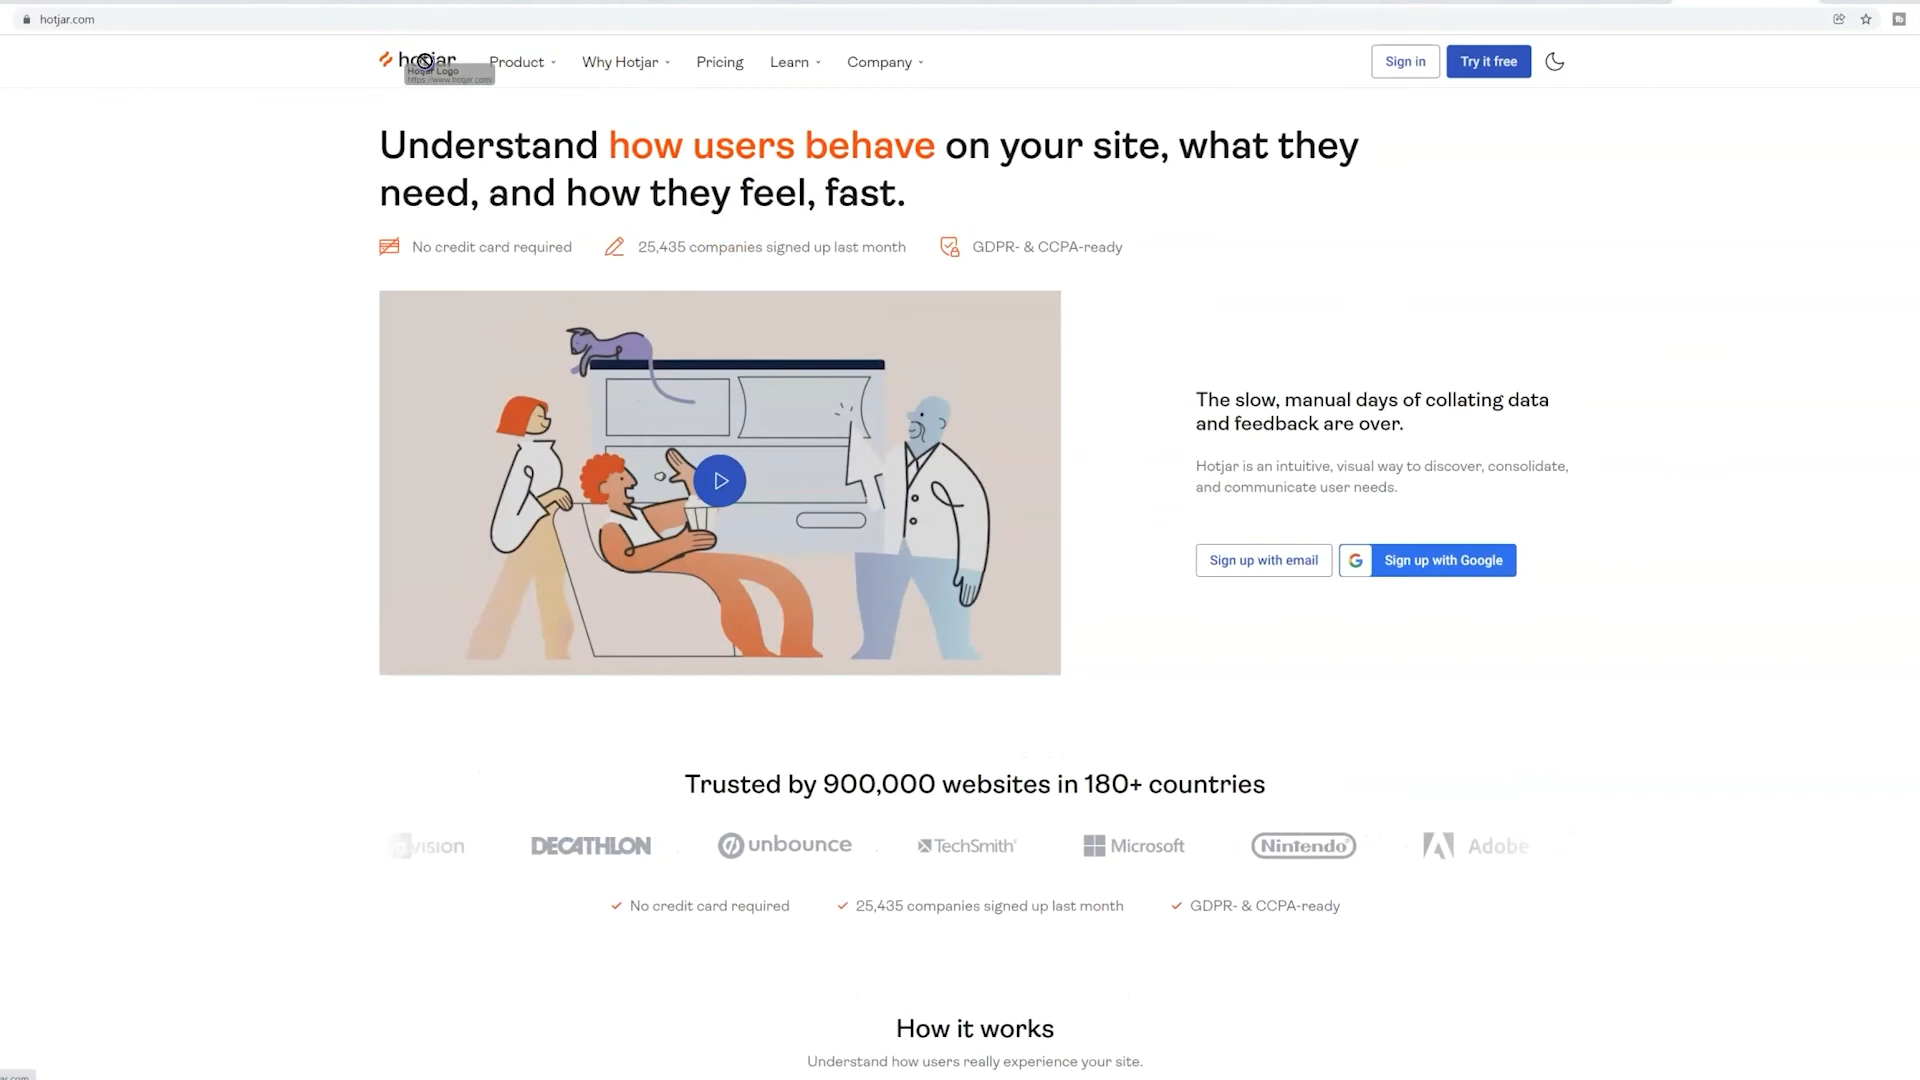 hotjar.com
hotjar
Product
Why Hotjar
Pricing
Learn
Company
Sign in
Try it free
Hotjar Logo
https://www.hotjar.com/
Understand how users behave on your site, what they
need, and how they feel, fast.
No credit card required
25,435 companies signed up last month
GDPR- & CCPA-ready
The slow, manual days of collating data
and feedback are over.
Hotjar is an intuitive, visual way to discover, consolidate,
and communicate user needs.
Sign up with email
G Sign up with Google
Trusted by 900,000 websites in 180+ countries
vision
DECATHLON
unbounce
TechSmith
Microsoft
Nintendo
Adobe
No credit card required
25,435 companies signed up last month
GDPR- & CCPA-ready
How it works
Understand how users really experience your site.